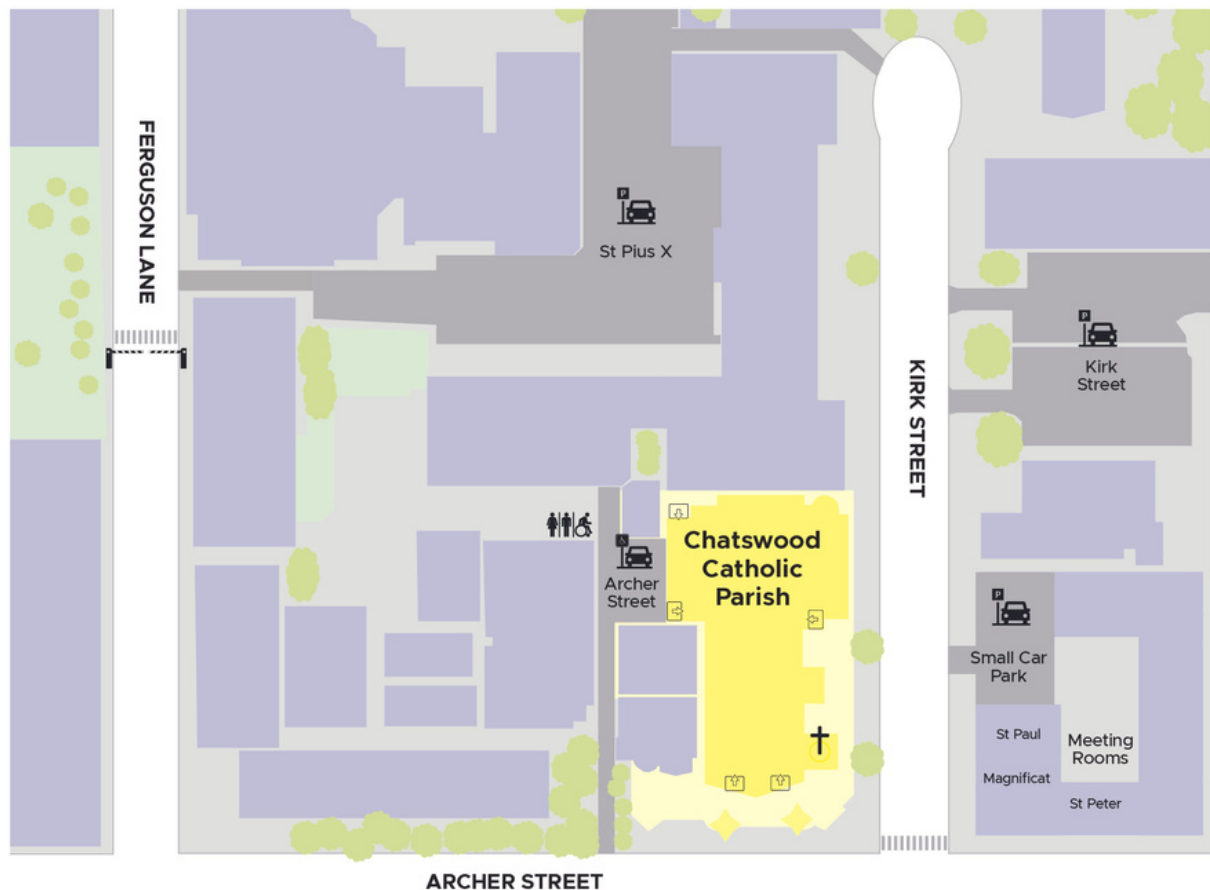 FERGUSON LANE
P
St Pius X
P
Kirk
Street
KIRK STREET
Chatswood
Catholic
Parish
Archer
Street
P
Small Car
Park
St Paul
Meeting
Rooms
Magnificat
St Peter
ARCHER STREET